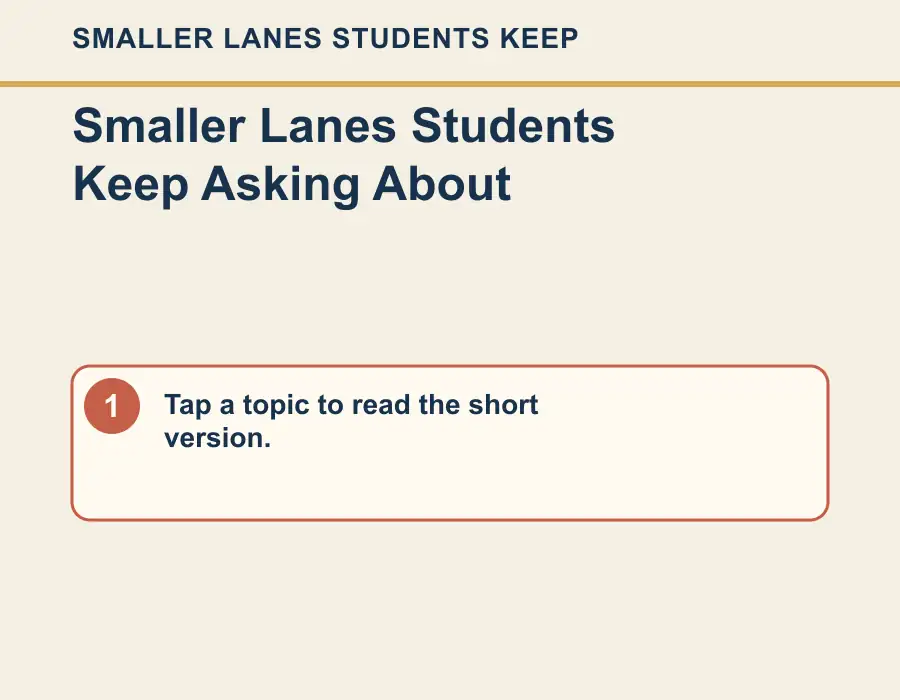 SMALLER LANES STUDENTS KEEP
Smaller Lanes Students
Keep Asking About
1
Tap a topic to read the short
version.